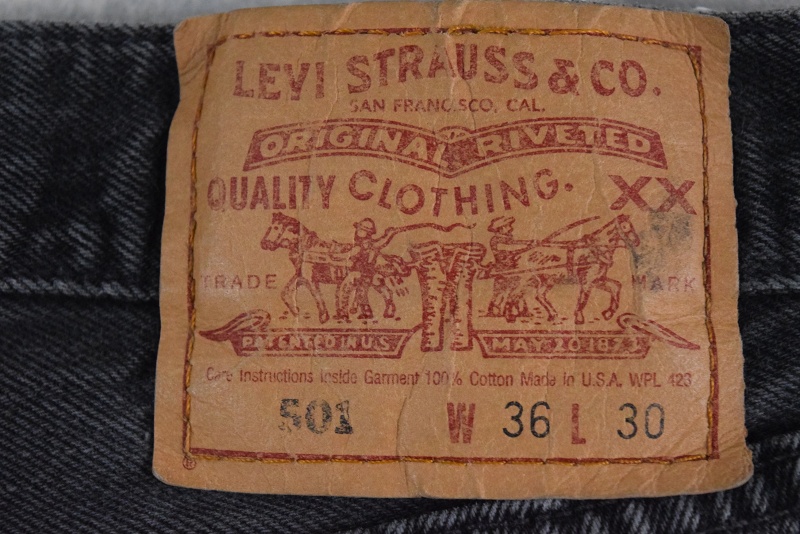 LEVI STRAUSS & CO.
SAN FRANCISCO, CAL.
ORIGINAL RIVETED
QUALITY CLOTHING. XX
TRADE MARK
PATENTED IN U.S. MAY 20 1873
Care Instructions Inside Garment 100% Cotton Made in U.S.A. WPL 423
501 W 36 L 30
®